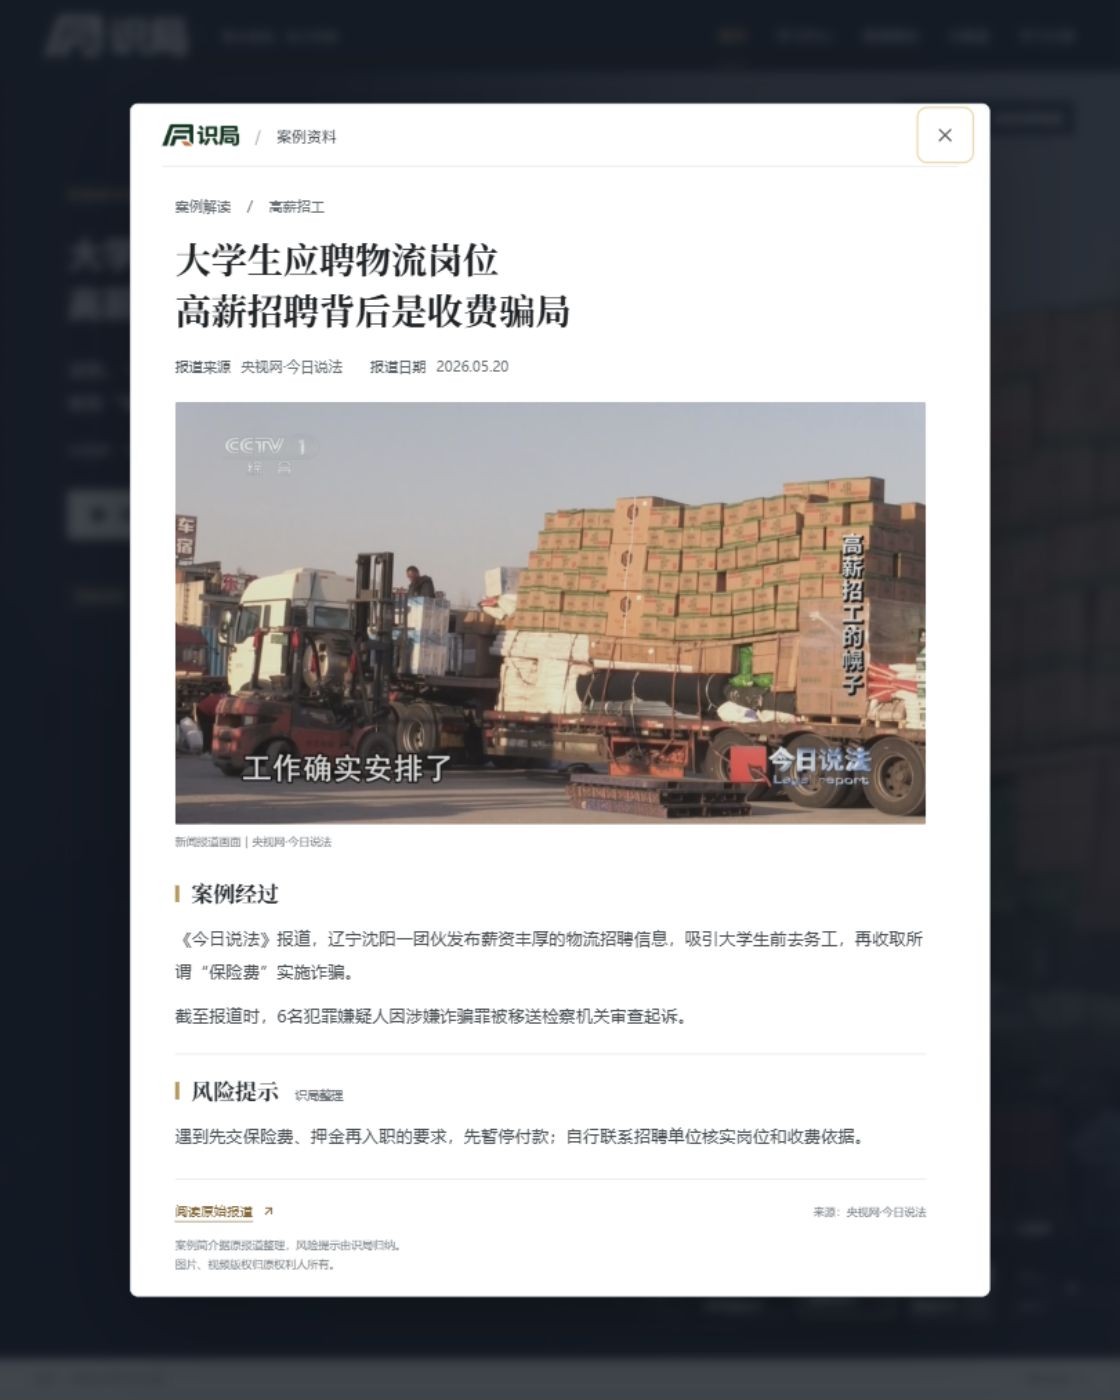 识局 / 案例资料 ×
案例解读 / 高薪招工
大学生应聘物流岗位
高薪招聘背后是收费骗局
报道来源 央视网·今日说法 报道日期 2026.05.20
CCTV 1
综合
车
宿
高薪招工的幌子
工作确实安排了
今日说法
Legal report
新闻报道画面 | 央视网·今日说法
案例经过
《今日说法》报道，辽宁沈阳一团伙发布薪资丰厚的物流招聘信息，吸引大学生前去务工，再收取所
谓“保险费”实施诈骗。
截至报道时，6名犯罪嫌疑人因涉嫌诈骗罪被移送检察机关审查起诉。
风险提示 识局整理
遇到先交保险费、押金再入职的要求，先暂停付款；自行联系招聘单位核实岗位和收费依据。
阅读原始报道 ↗ 来源：央视网·今日说法
案例简介据原报道整理，风险提示由识局归纳。
图片、视频版权归原权利人所有。